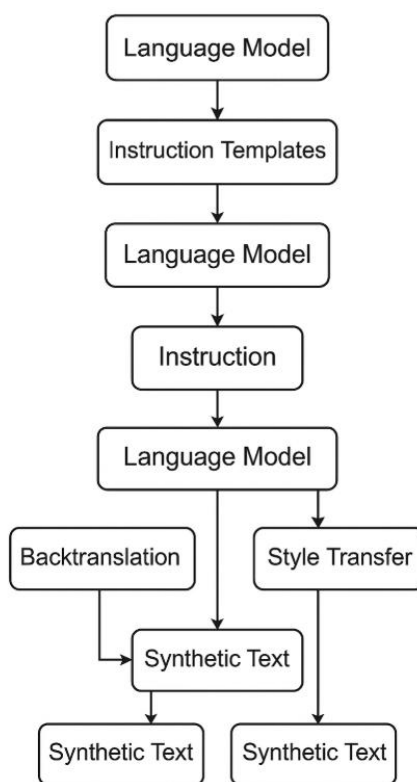 Language Model
Instruction Templates
Language Model
Instruction
Language Model
Backtranslation
Style Transfer
Synthetic Text
Synthetic Text
Synthetic Text